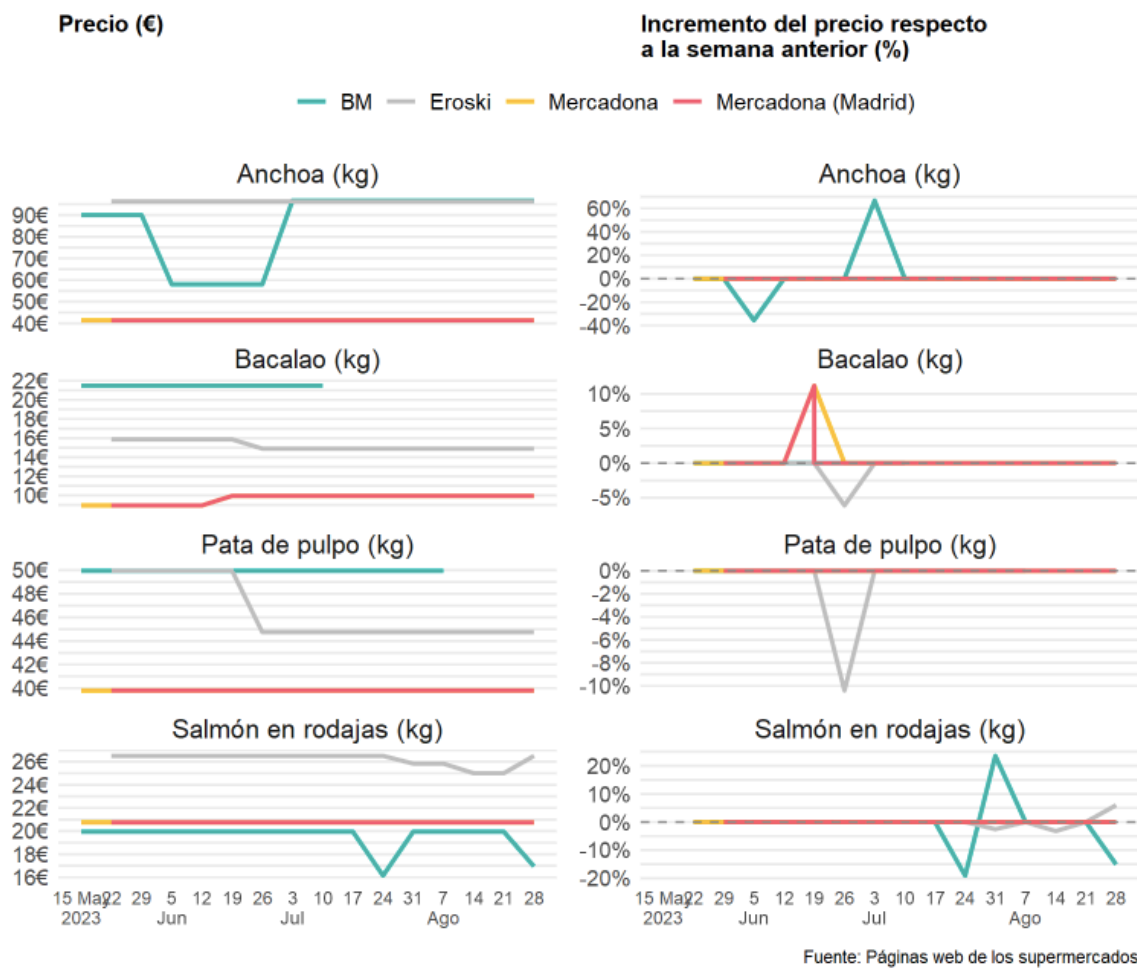 Precio (€)
Incremento del precio respecto
a la semana anterior (%)
BM Eroski Mercadona Mercadona (Madrid)
Anchoa (kg)
90€
80€
70€
60€
50€
40€
Anchoa (kg)
60%
40%
20%
0%
-20%
-40%
Bacalao (kg)
22€
20€
18€
16€
14€
12€
10€
Bacalao (kg)
10%
5%
0%
-5%
Pata de pulpo (kg)
50€
48€
46€
44€
42€
40€
Pata de pulpo (kg)
0%
-2%
-4%
-6%
-8%
-10%
Salmón en rodajas (kg)
26€
24€
22€
20€
18€
16€
15 May 22 29 5 12 19 26 3 10 17 24 31 7 14 21 28
2023 Jun Jul Ago
Salmón en rodajas (kg)
20%
10%
0%
-10%
-20%
15 May 22 29 5 12 19 26 3 10 17 24 31 7 14 21 28
2023 Jun Jul Ago
Fuente: Páginas web de los supermercados